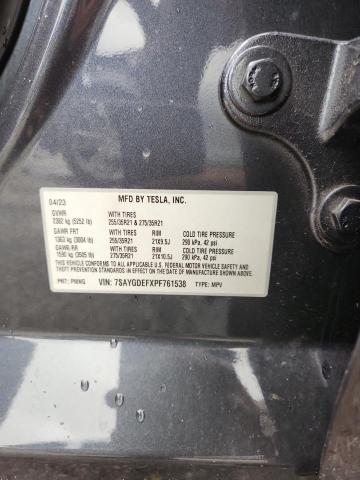 04/23 MFD BY TESLA, INC.
GVWR WITH TIRES
2382 kg (5252 lb) 255/35R21 & 275/35R21
GAWR FRT WITH TIRES RIM COLD TIRE PRESSURE
1363 kg (3004 lb) 255/35R21 21X9.5J 290 kPa, 42 psi
GAWR RR WITH TIRES RIM COLD TIRE PRESSURE
1590 kg (3505 lb) 275/35R21 21X10.5J 290 kPa, 42 psi
THIS VEHICLE CONFORMS TO ALL APPLICABLE U.S. FEDERAL MOTOR VEHICLE SAFETY AND
THEFT PREVENTION STANDARDS IN EFFECT ON THE DATE OF MANUFACTURE SHOWN ABOVE.
PNT: PMNG VIN: 7SAYGDEFXPF761538 TYPE: MPV